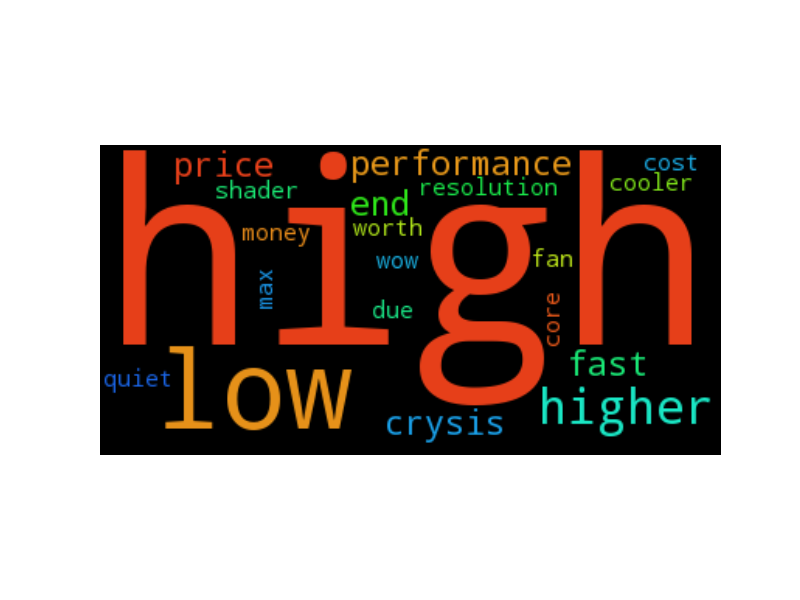 high
price
performance
cost
shader
resolution
cooler
end
money
worth
wow
fan
max
due
core
low
quiet
fast
higher
crysis